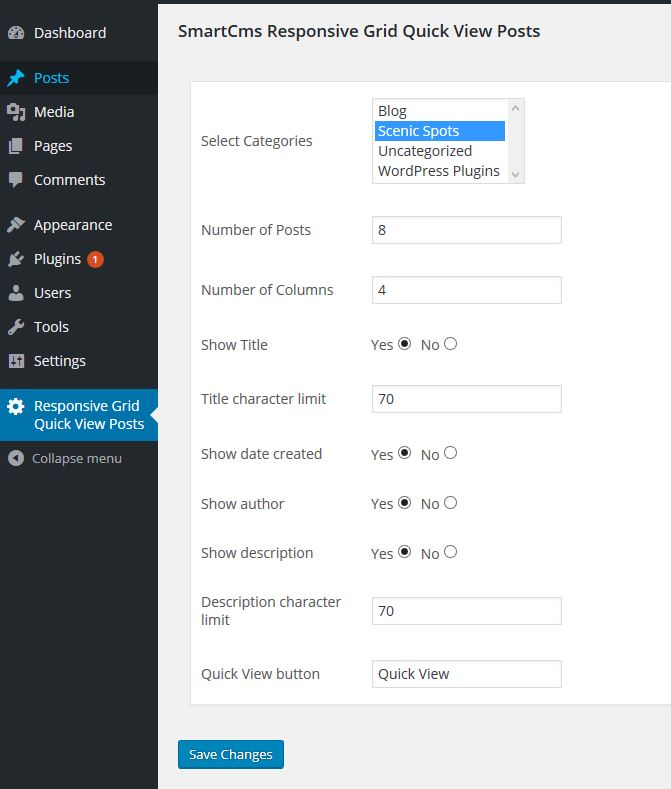 Dashboard
Posts
Media
Pages
Comments
Appearance
Plugins 1
Users
Tools
Settings
Responsive Grid
Quick View Posts
Collapse menu
SmartCms Responsive Grid Quick View Posts
Select Categories
Blog
Scenic Spots
Uncategorized
WordPress Plugins
Number of Posts 8
Number of Columns 4
Show Title Yes No
Title character limit 70
Show date created Yes No
Show author Yes No
Show description Yes No
Description character
limit 70
Quick View button Quick View
Save Changes